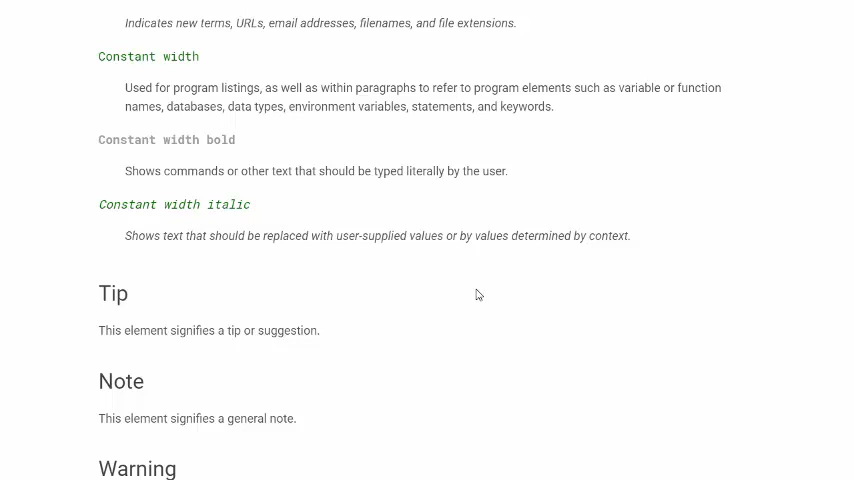 Indicates new terms, URLs, email addresses, filenames, and file extensions.
Constant width
Used for program listings, as well as within paragraphs to refer to program elements such as variable or function
names, databases, data types, environment variables, statements, and keywords.
Constant width bold
Shows commands or other text that should be typed literally by the user.
Constant width italic
Shows text that should be replaced with user-supplied values or by values determined by context.
Tip
This element signifies a tip or suggestion.
Note
This element signifies a general note.
Warning